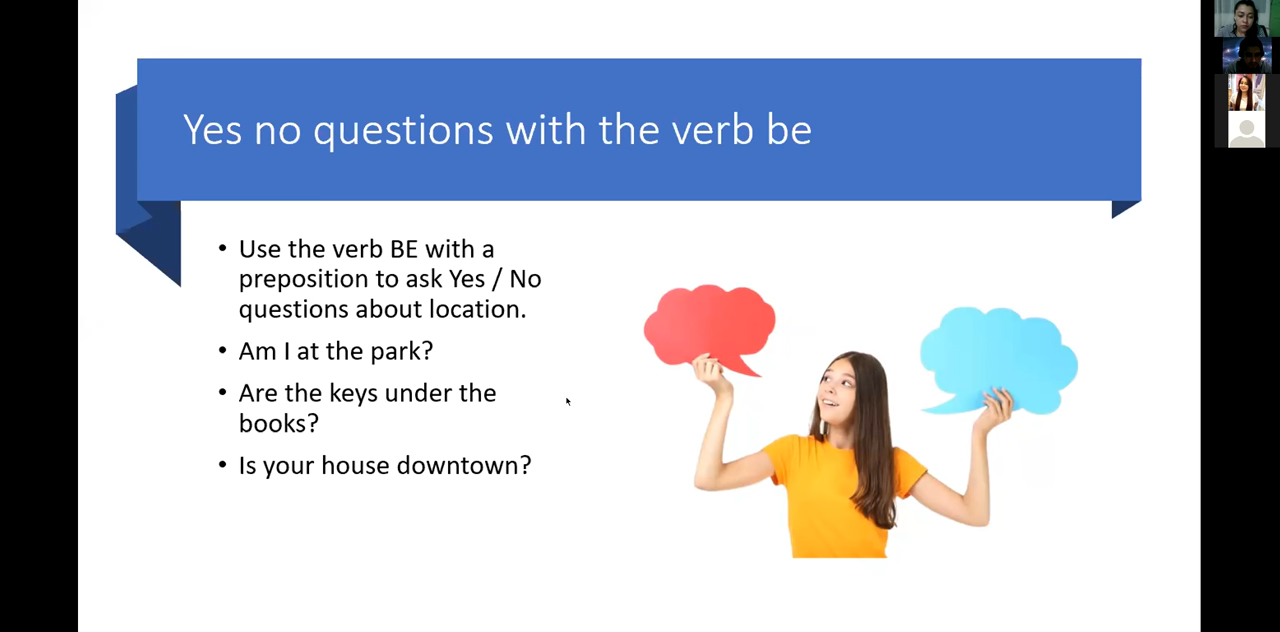 Yes no questions with the verb be
• Use the verb BE with a
preposition to ask Yes / No
questions about location.
• Am I at the park?
• Are the keys under the
books?
• Is your house downtown?